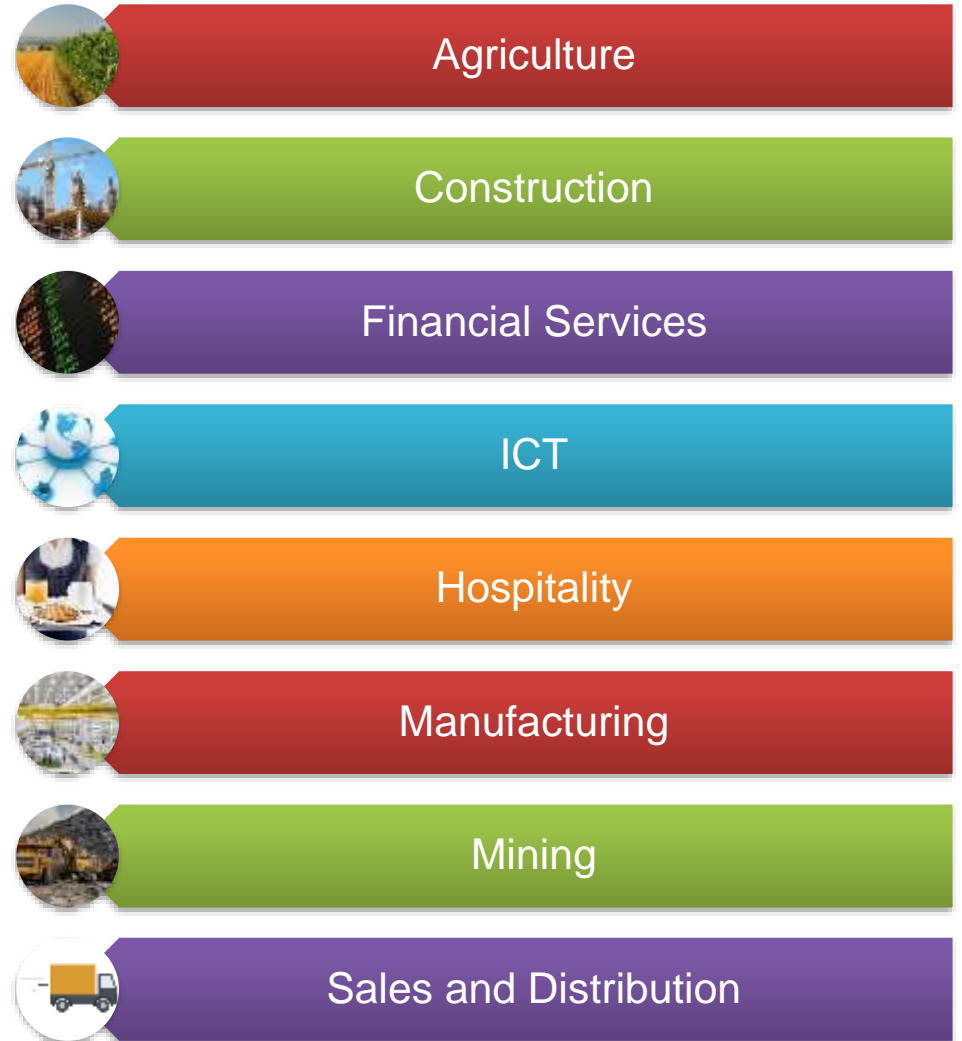 Agriculture
Construction
Financial Services
ICT
Hospitality
Manufacturing
Mining
Sales and Distribution